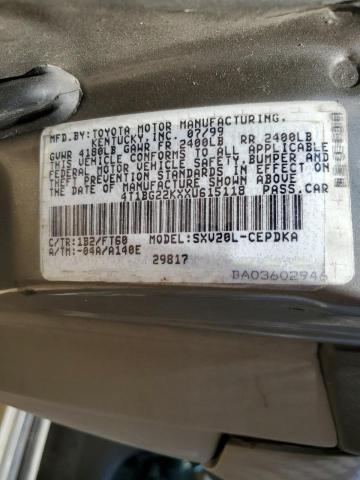 MFD.BY:TOYOTA MOTOR MANUFACTURING,
KENTUCKY,INC. 07/99
GVWR 4180LB GAWR FR 2400LB RR 2400LB
THIS VEHICLE CONFORMS TO ALL APPLICABLE
FEDERAL MOTOR VEHICLE SAFETY,BUMPER,AND
THEFT PREVENTION STANDARDS IN EFFECT ON
THE DATE OF MANUFACTURE SHOWN ABOVE.
4T1BG22KXXU615118 PASS.CAR
C/TR:1B2/FT60 MODEL:SXV20L-CEPDKA
A/TM:-04A/A140E
29817
BA03602946